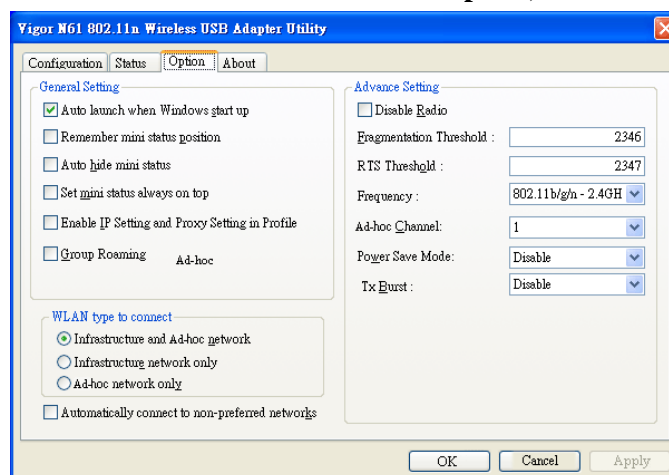 Vigor N61 802.11n Wireless USB Adapter Utility
Configuration Status Option About
General Setting
Auto launch when Windows start up
Remember mini status position
Auto hide mini status
Set mini status always on top
Enable IP Setting and Proxy Setting in Profile
Group Roaming Ad-hoc
WLAN type to connect
Infrastructure and Ad-hoc network
Infrastructure network only
Ad-hoc network only
Automatically connect to non-preferred networks
Advance Setting
Disable Radio
Fragmentation Threshold : 2346
RTS Threshold : 2347
Frequency : 802.11b/g/n - 2.4GH
Ad-hoc Channel: 1
Power Save Mode: Disable
Tx Burst : Disable
OK Cancel Apply